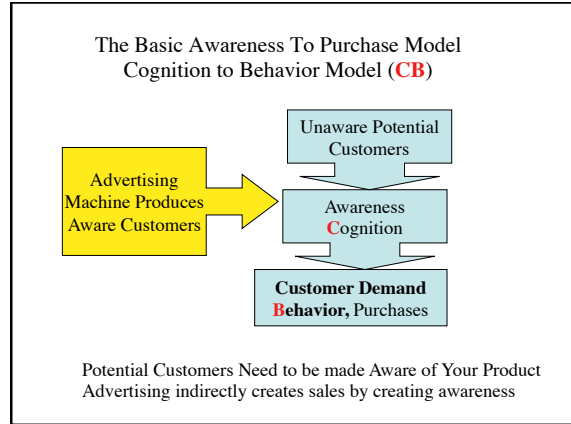 The Basic Awareness To Purchase Model
Cognition to Behavior Model (CB)
Unaware Potential
Customers
Advertising
Machine Produces
Aware Customers
Awareness
Cognition
Customer Demand
Behavior, Purchases
Potential Customers Need to be made Aware of Your Product
Advertising indirectly creates sales by creating awareness